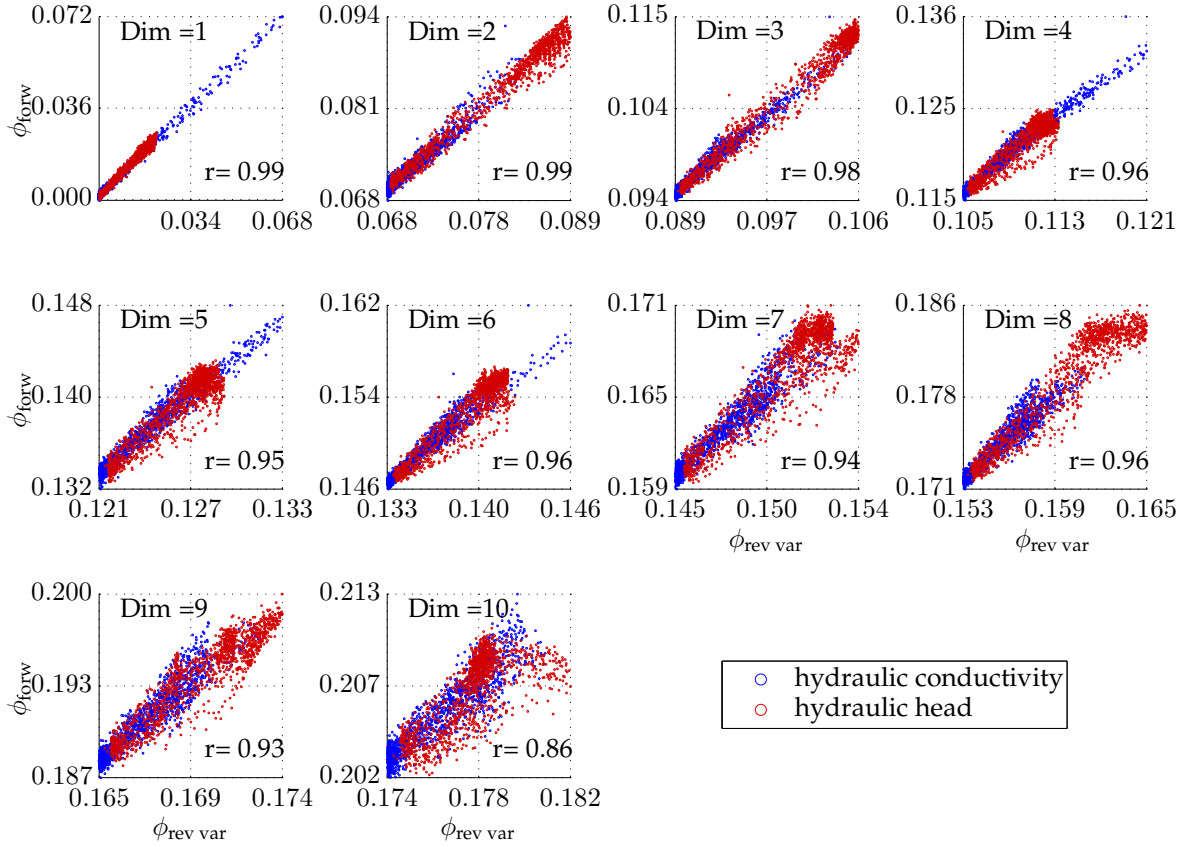 0.072
Dim =1
0.036
ϕforw
r= 0.99
0.000
0.034
0.068
0.094
Dim =2
0.081
r= 0.99
0.068
0.068
0.078
0.089
0.115
Dim =3
0.104
r= 0.98
0.094
0.089
0.097
0.106
0.136
Dim =4
0.125
r= 0.96
0.115
0.105
0.113
0.121
0.148
Dim =5
0.140
ϕforw
r= 0.95
0.132
0.121
0.127
0.133
0.162
Dim =6
0.154
r= 0.96
0.146
0.133
0.140
0.146
0.171
Dim =7
0.165
r= 0.94
0.159
0.145
0.150
0.154
ϕrev var
0.186
Dim =8
0.178
r= 0.96
0.171
0.153
0.159
0.165
ϕrev var
0.200
Dim =9
0.193
ϕforw
r= 0.93
0.187
0.165
0.169
0.174
ϕrev var
0.213
Dim =10
0.207
r= 0.86
0.202
0.174
0.178
0.182
ϕrev var
hydraulic conductivity
hydraulic head